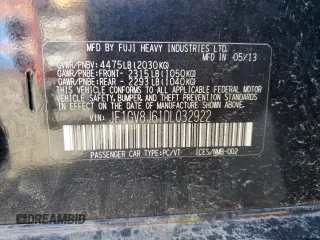 MFD BY FUJI HEAVY INDUSTRIES LTD.
GVWR/PNBV: 4475LB(2030KG) MFR IN 05/13
GAWR/PNBE:FRONT- 2315LB(1050KG)
GAWR/PNBE:REAR - 2293LB(1040KG)
THIS VEHICLE CONFORMS TO ALL APPLICABLE
FEDERAL MOTOR VEHICLE SAFETY, BUMPER, AND
THEFT PREVENTION STANDARDS IN EFFECT ON THE
DATE OF MANUFACTURE SHOWN ABOVE.
VIN: JF1GV8J61DL032922
PASSENGER CAR TYPE:PC/VT ICES/NMB-002
DREAMBID